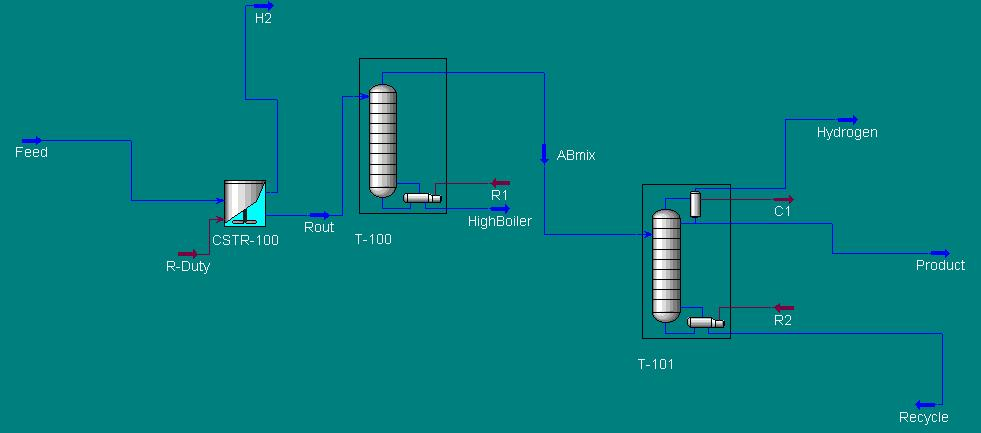 H2
Feed
CSTR-100
R-Duty
Rout
T-100
R1
HighBoiler
ABmix
Hydrogen
C1
Product
R2
T-101
Recycle